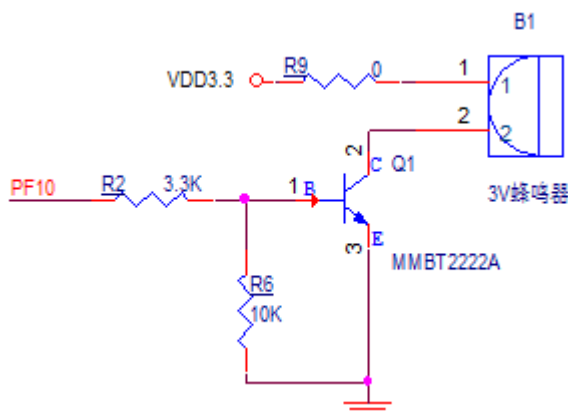 B1
R9 0 1 1
VDD3.3
2 2
2 C Q1
3V蜂鸣器
PF10 R2 3.3K 1 B
3 E
MMBT2222A
R6
10K